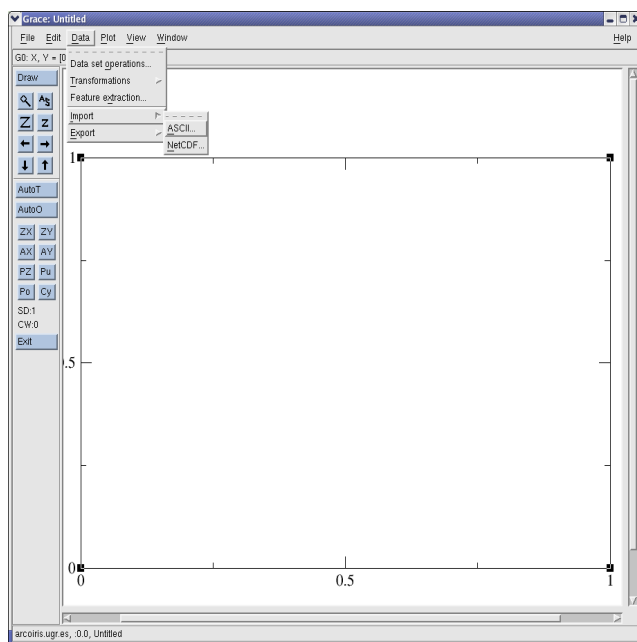 Grace: Untitled
File Edit Data Plot View Window Help
G0: X, Y = [0
Draw
Data set operations...
Transformations
Feature extraction...
Import
Export
ASCII...
NetCDF...
AS
Z z
AutoT
AutoO
ZX ZY
AX AY
PZ Pu
Po Cy
SD:1
CW:0
Exit
1
.5
0
0 0.5 1
arcoiris.ugr.es, :0.0, Untitled